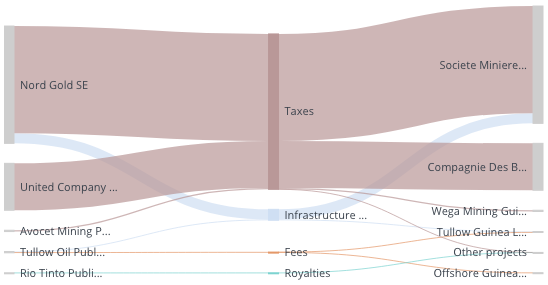 Nord Gold SE
United Company ...
Avocet Mining P...
Tullow Oil Publ...
Rio Tinto Publi...
Taxes
Infrastructure ...
Fees
Royalties
Societe Miniere...
Compagnie Des B...
Wega Mining Gui...
Tullow Guinea L...
Other projects
Offshore Guinea...